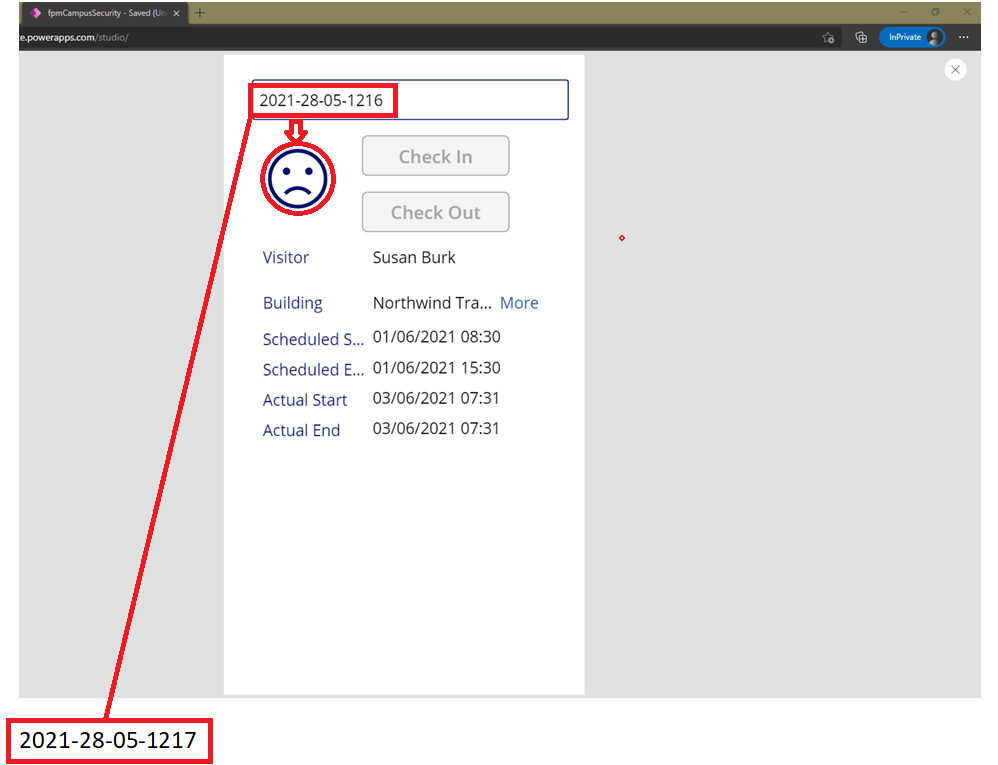 fpmCampusSecurity - Saved (Un
te.powerapps.com/studio/
InPrivate
2021-28-05-1216
Check In
Check Out
Visitor Susan Burk
Building Northwind Tra... More
Scheduled S... 01/06/2021 08:30
Scheduled E... 01/06/2021 15:30
Actual Start 03/06/2021 07:31
Actual End 03/06/2021 07:31
2021-28-05-1217